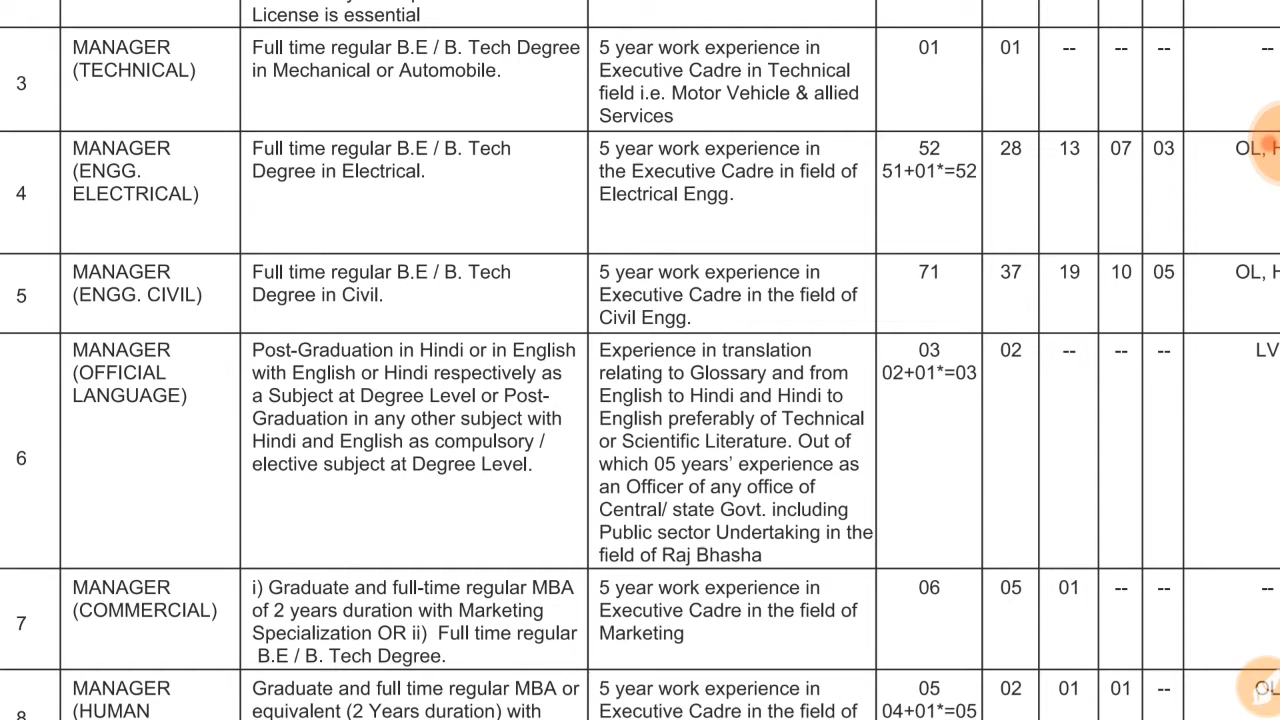 License is essential
3
MANAGER
(TECHNICAL)
Full time regular B.E / B. Tech Degree
in Mechanical or Automobile.
5 year work experience in
Executive Cadre in Technical
field i.e. Motor Vehicle & allied
Services
01
01
--
--
--
--
4
MANAGER
(ENGG.
ELECTRICAL)
Full time regular B.E / B. Tech
Degree in Electrical.
5 year work experience in
the Executive Cadre in field of
Electrical Engg.
52
51+01*=52
28
13
07
03
OL, H
5
MANAGER
(ENGG. CIVIL)
Full time regular B.E / B. Tech
Degree in Civil.
5 year work experience in
Executive Cadre in the field of
Civil Engg.
71
37
19
10
05
OL, H
6
MANAGER
(OFFICIAL
LANGUAGE)
Post-Graduation in Hindi or in English
with English or Hindi respectively as
a Subject at Degree Level or Post-
Graduation in any other subject with
Hindi and English as compulsory /
elective subject at Degree Level.
Experience in translation
relating to Glossary and from
English to Hindi and Hindi to
English preferably of Technical
or Scientific Literature. Out of
which 05 years’ experience as
an Officer of any office of
Central/ state Govt. including
Public sector Undertaking in the
field of Raj Bhasha
03
02+01*=03
02
--
--
--
LV
7
MANAGER
(COMMERCIAL)
i) Graduate and full-time regular MBA
of 2 years duration with Marketing
Specialization OR ii) Full time regular
B.E / B. Tech Degree.
5 year work experience in
Executive Cadre in the field of
Marketing
06
05
01
--
--
--
8
MANAGER
(HUMAN
Graduate and full time regular MBA or
equivalent (2 Years duration) with
5 year work experience in
Executive Cadre in the field of
05
04+01*=05
02
01
01
--
OL